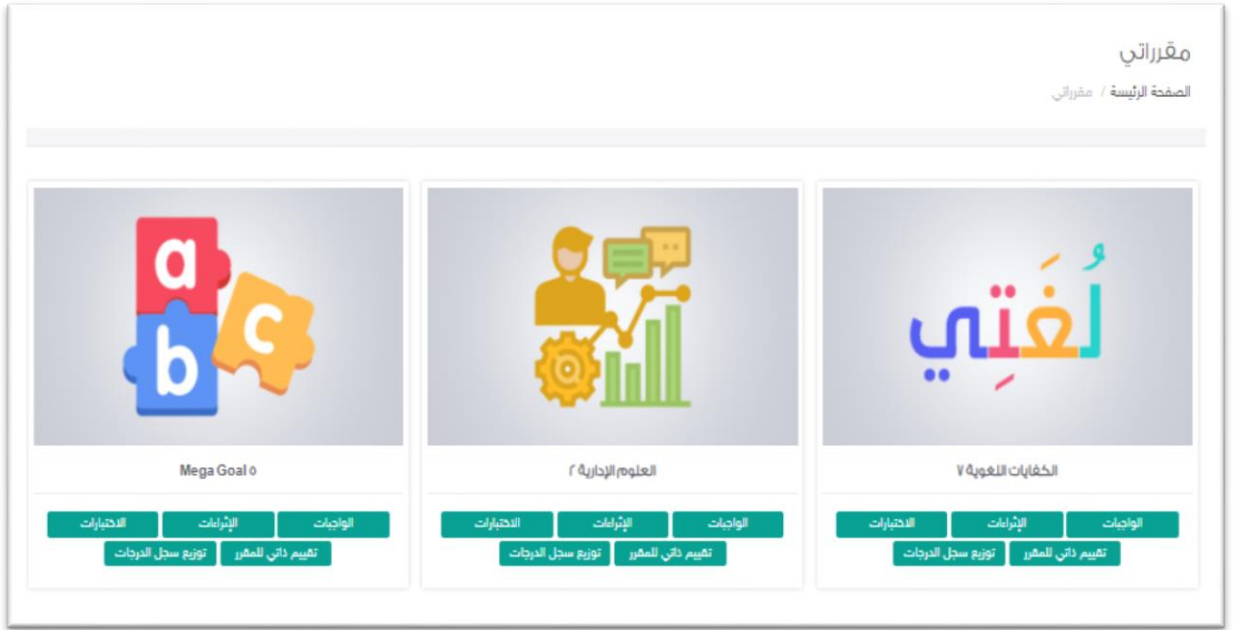 مقرراتي
الصفحة الرئيسة / مقرراتي
لُغَتِي
a
b
c
الكفايات اللغوية ٧
العلوم الإدارية ٢
Mega Goal ٥
الواجبات الإثراءات الاختبارات
تقييم ذاتي للمقرر توزيع سجل الدرجات
الواجبات الإثراءات الاختبارات
تقييم ذاتي للمقرر توزيع سجل الدرجات
الواجبات الإثراءات الاختبارات
تقييم ذاتي للمقرر توزيع سجل الدرجات